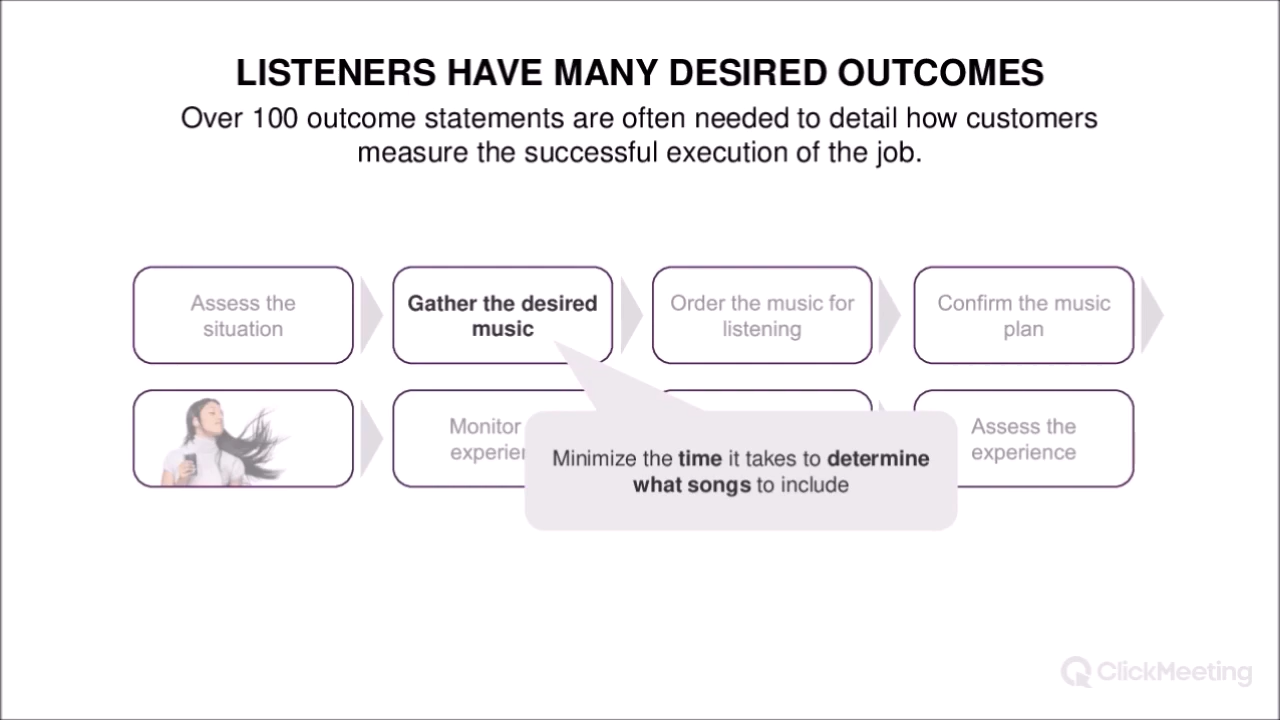 LISTENERS HAVE MANY DESIRED OUTCOMES
Over 100 outcome statements are often needed to detail how customers
measure the successful execution of the job.
Assess the
situation
Gather the desired
music
Order the music for
listening
Confirm the music
plan
Monitor
Assess the
experience
Minimize the time it takes to determine
what songs to include
ClickMeeting